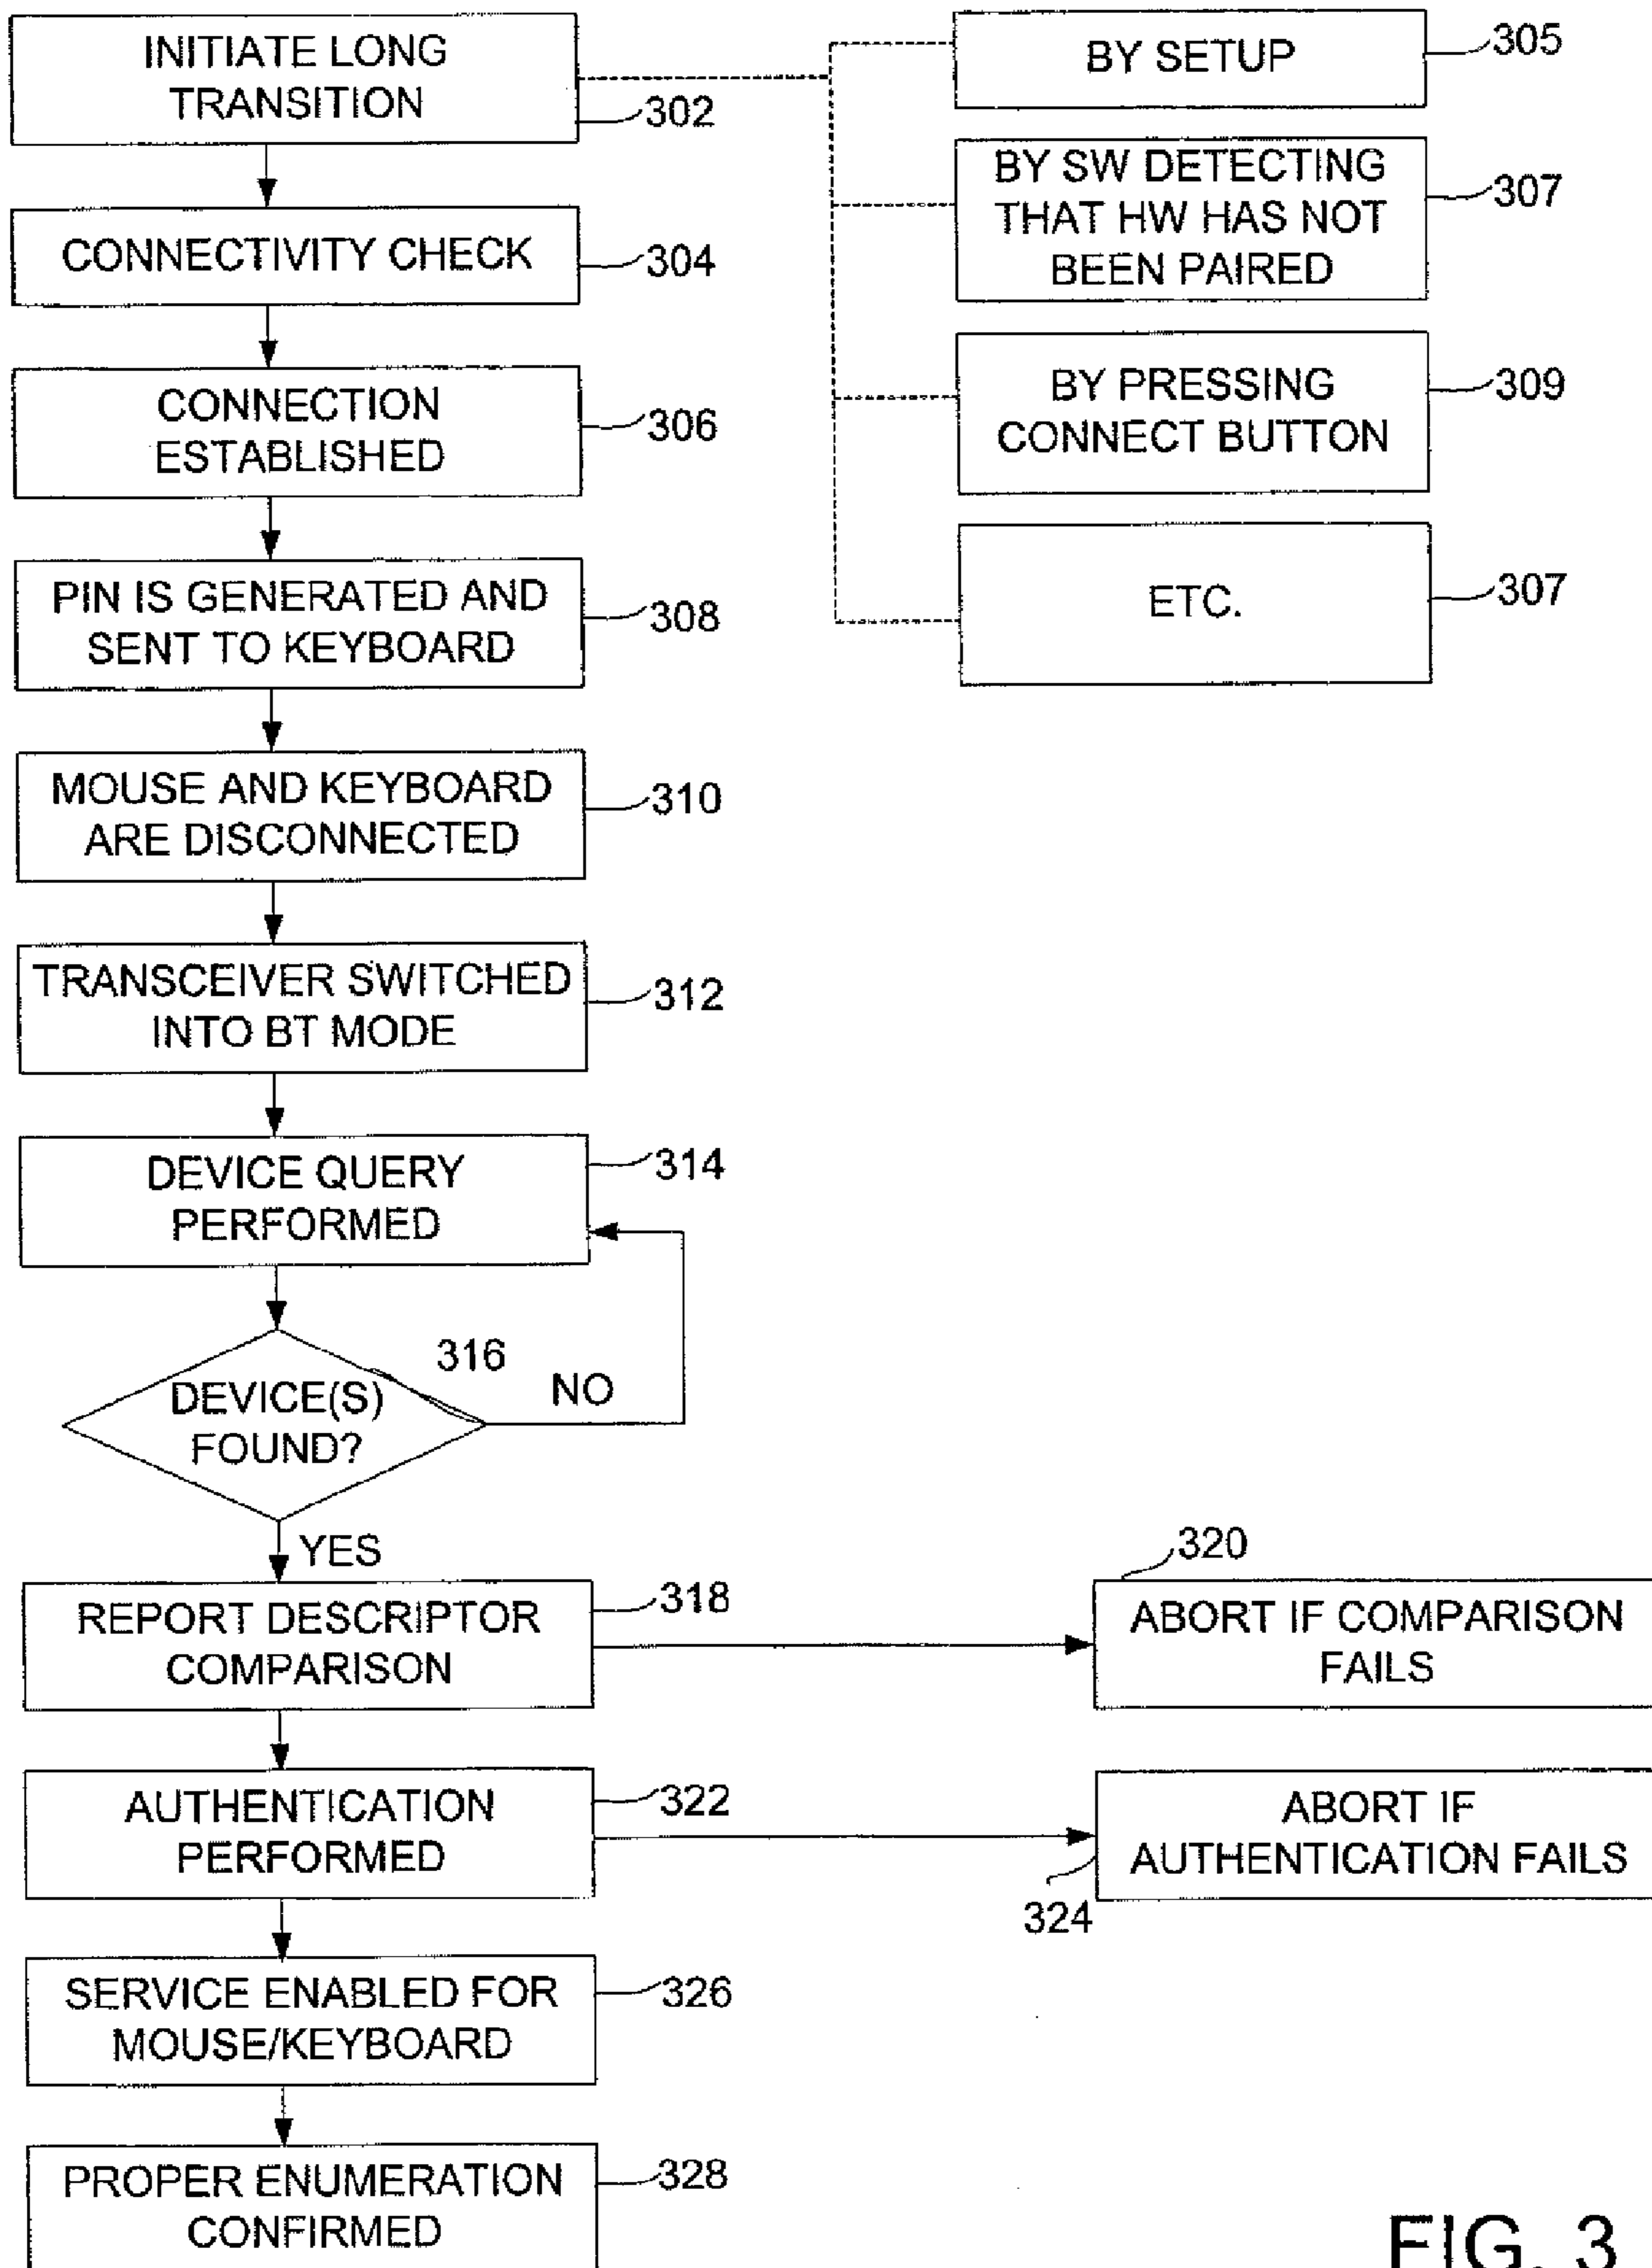 INITIATE LONG
TRANSITION
302
CONNECTIVITY CHECK
304
CONNECTION
ESTABLISHED
306
PIN IS GENERATED AND
SENT TO KEYBOARD
308
MOUSE AND KEYBOARD
ARE DISCONNECTED
310
TRANSCEIVER SWITCHED
INTO BT MODE
312
DEVICE QUERY
PERFORMED
314
DEVICE(S)
FOUND?
316
NO
YES
REPORT DESCRIPTOR
COMPARISON
318
AUTHENTICATION
PERFORMED
322
SERVICE ENABLED FOR
MOUSE/KEYBOARD
326
PROPER ENUMERATION
CONFIRMED
328
BY SETUP
305
BY SW DETECTING
THAT HW HAS NOT
BEEN PAIRED
307
BY PRESSING
CONNECT BUTTON
309
ETC.
307
320
ABORT IF COMPARISON
FAILS
ABORT IF
AUTHENTICATION FAILS
324
FIG. 3